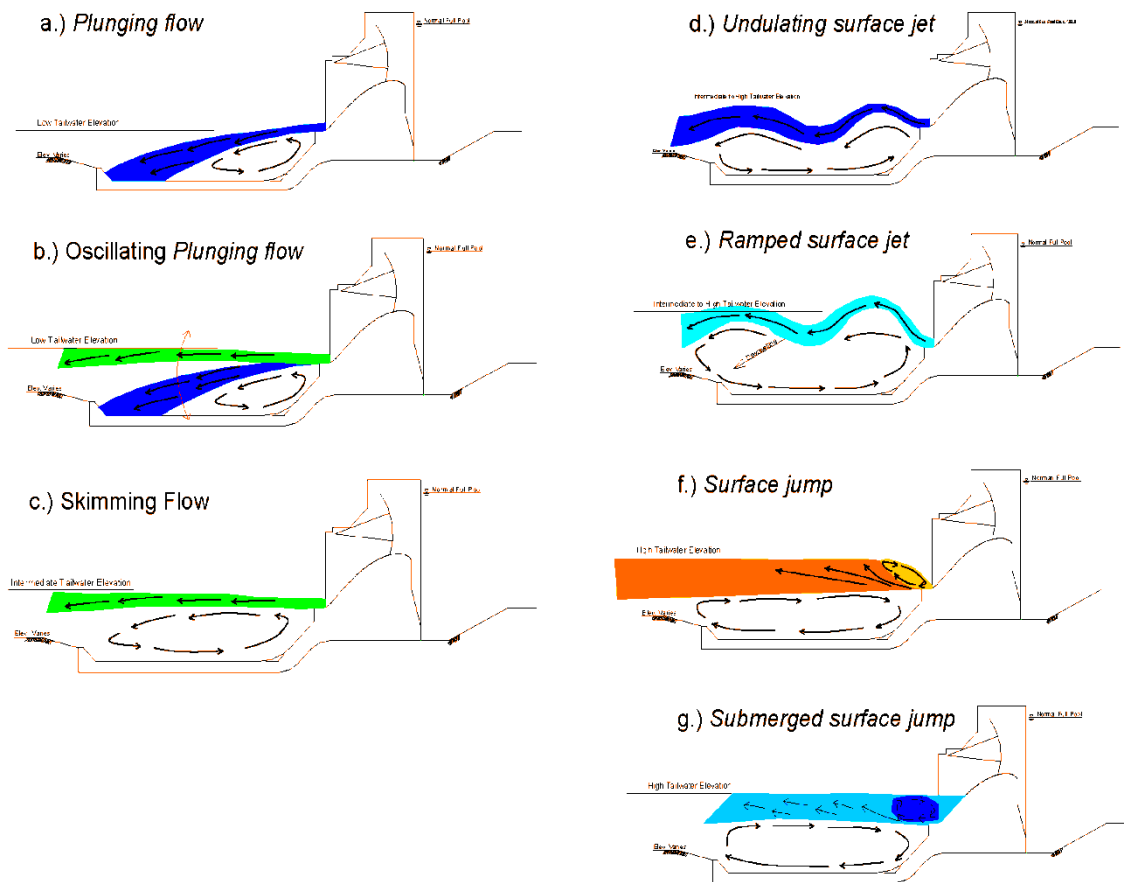 a.) Plunging flow
Normal Full Pool
Low Tailwater Elevation
Elev. Varies
b.) Oscillating Plunging flow
Normal Full Pool
Low Tailwater Elevation
Elev. Varies
c.) Skimming Flow
Normal Full Pool
Intermediate Tailwater Elevation
Elev. Varies
d.) Undulating surface jet
Intermediate to High Tailwater Elevation
e.) Ramped surface jet
Normal Full Pool
Intermediate to High Tailwater Elevation
Elev. Varies
f.) Surface jump
Normal Full Pool
High Tailwater Elevation
Elev. Varies
g.) Submerged surface jump
Normal Full Pool
High Tailwater Elevation
Elev. Varies